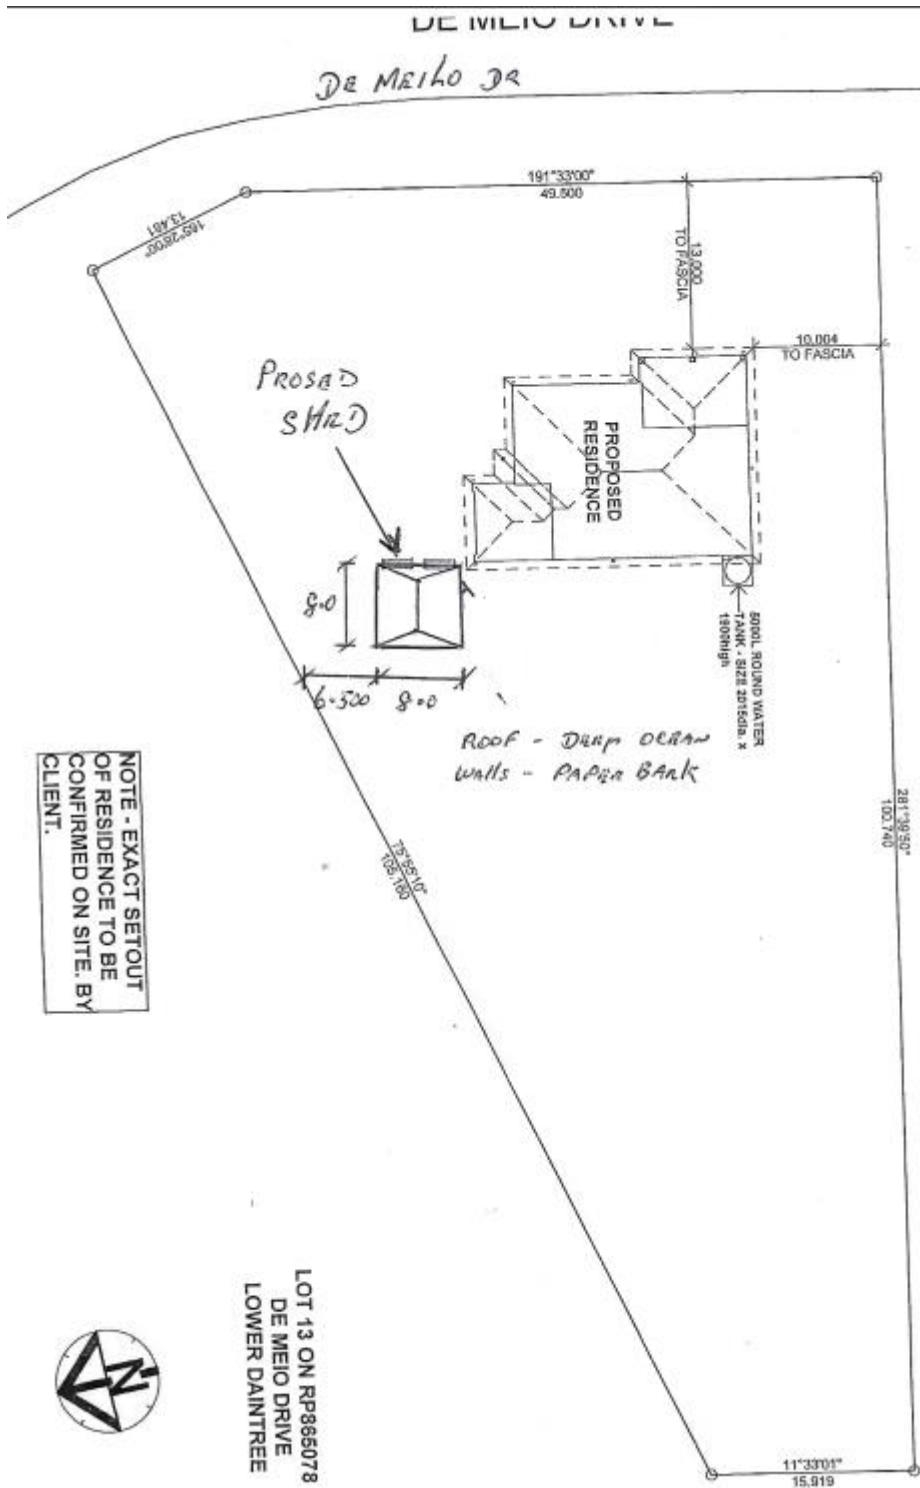 DE MEIO DRIVE
DE MEILO DR
191°33'00"
49.500
165°26'00"
13.461
13.000
TO FASCIA
10.004
TO FASCIA
PROSED
SHED
PROPOSED
RESIDENCE
8.0
6.500
8.0
5000L ROUND WATER
TANK - SIZE 2015dia. x
1900high
ROOF - DEEP OCEAN
WALLS - PAPER BARK
281°39'50"
100.740
75°55'10"
105.160
NOTE - EXACT SETOUT
OF RESIDENCE TO BE
CONFIRMED ON SITE. BY
CLIENT.
LOT 13 ON RP865078
DE MEIO DRIVE
LOWER DAINTREE
N
11°33'01"
15.919